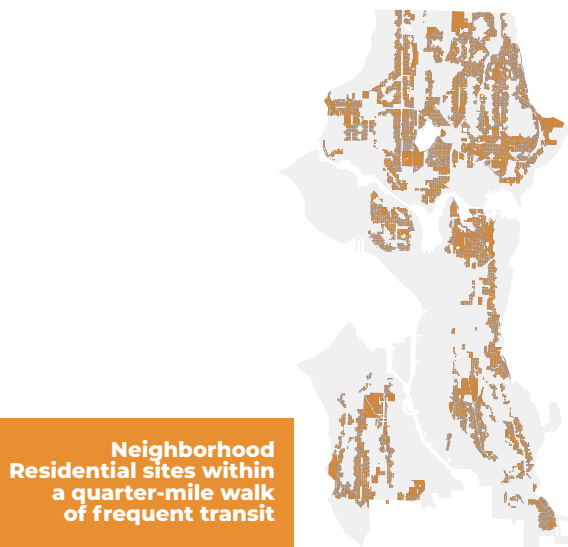 Neighborhood
Residential sites within
a quarter-mile walk
of frequent transit